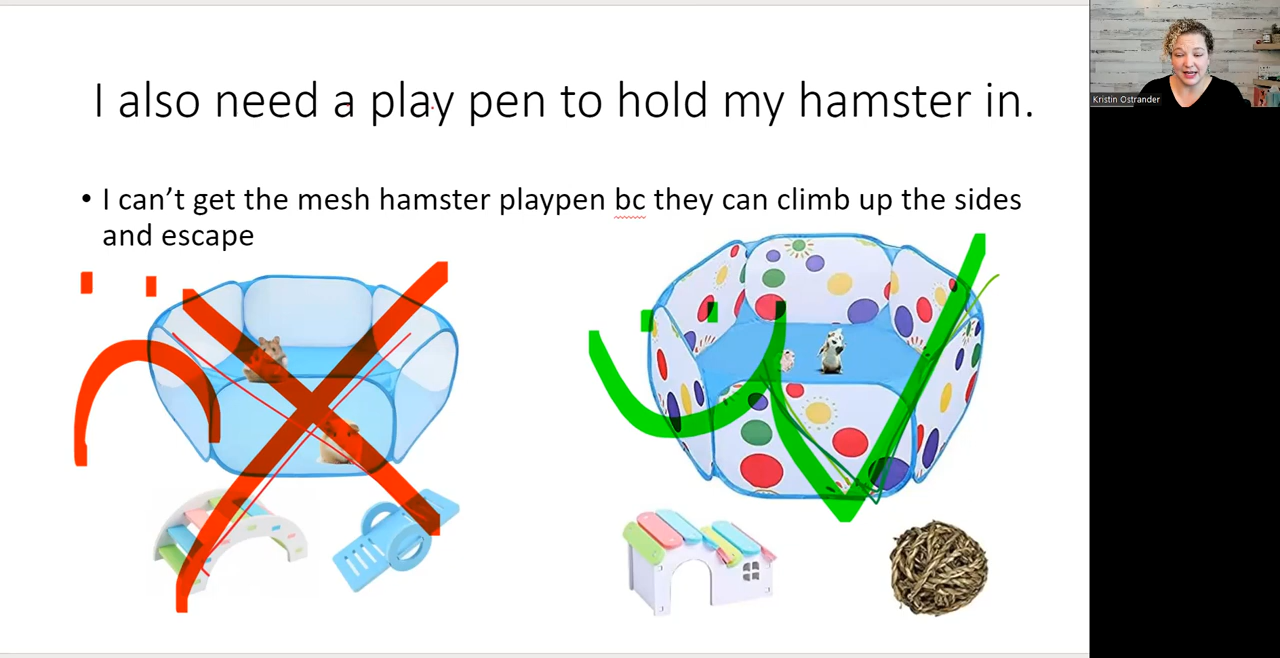 I also need a play pen to hold my hamster in.
• I can't get the mesh hamster playpen bc they can climb up the sides
and escape
Kristin Ostrander